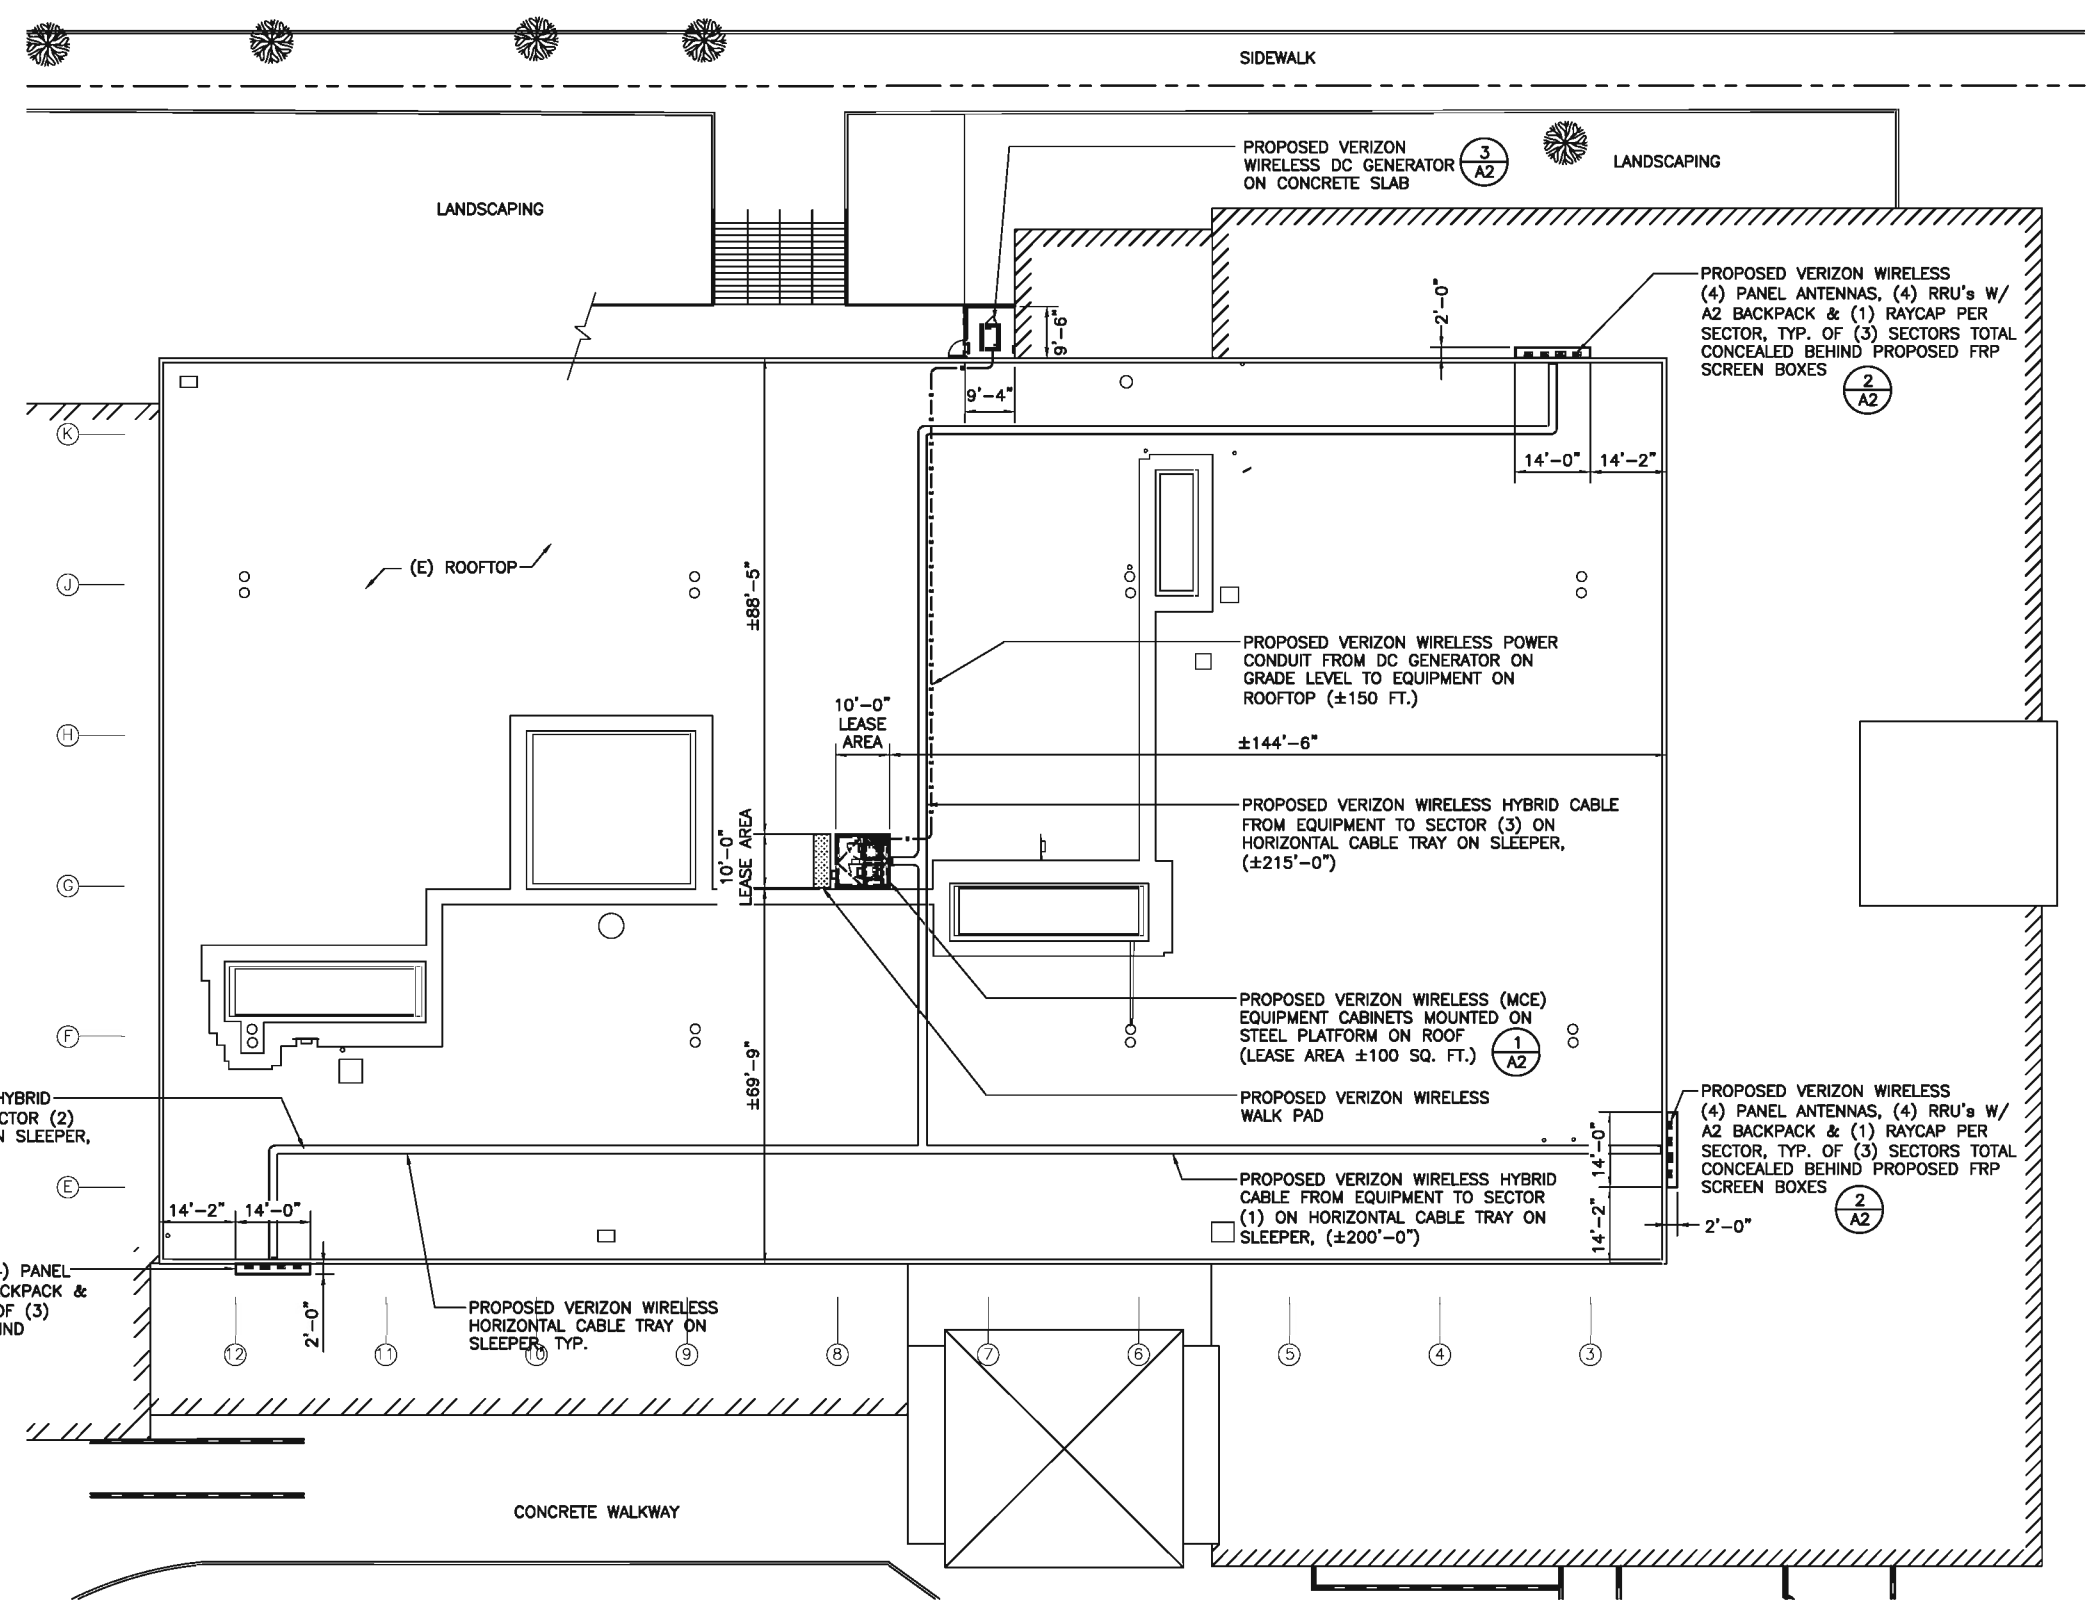 SIDEWALK
PROPOSED VERIZON
WIRELESS DC GENERATOR
ON CONCRETE SLAB
3
A2
LANDSCAPING
LANDSCAPING
PROPOSED VERIZON WIRELESS
(4) PANEL ANTENNAS, (4) RRU's W/
A2 BACKPACK & (1) RAYCAP PER
SECTOR, TYP. OF (3) SECTORS TOTAL
CONCEALED BEHIND PROPOSED FRP
SCREEN BOXES
2
A2
2'-0"
9'-6"
9'-4"
14'-0"
14'-2"
K
J
H
G
F
E
(E) ROOFTOP
±88'-5"
PROPOSED VERIZON WIRELESS POWER
CONDUIT FROM DC GENERATOR ON
GRADE LEVEL TO EQUIPMENT ON
ROOFTOP (±150 FT.)
10'-0"
LEASE
AREA
±144'-6"
10'-0"
LEASE AREA
PROPOSED VERIZON WIRELESS HYBRID CABLE
FROM EQUIPMENT TO SECTOR (3) ON
HORIZONTAL CABLE TRAY ON SLEEPER,
(±215'-0")
PROPOSED VERIZON WIRELESS (MCE)
EQUIPMENT CABINETS MOUNTED ON
STEEL PLATFORM ON ROOF
(LEASE AREA ±100 SQ. FT.)
1
A2
±69'-9"
PROPOSED VERIZON WIRELESS
WALK PAD
HYBRID
CTOR (2)
N SLEEPER,
PROPOSED VERIZON WIRELESS
(4) PANEL ANTENNAS, (4) RRU's W/
A2 BACKPACK & (1) RAYCAP PER
SECTOR, TYP. OF (3) SECTORS TOTAL
CONCEALED BEHIND PROPOSED FRP
SCREEN BOXES
2
A2
14'-0"
14'-2"
2'-0"
PROPOSED VERIZON WIRELESS HYBRID
CABLE FROM EQUIPMENT TO SECTOR
(1) ON HORIZONTAL CABLE TRAY ON
SLEEPER, (±200'-0")
14'-2"
14'-0"
) PANEL
CKPACK &
OF (3)
IND
2'-0"
PROPOSED VERIZON WIRELESS
HORIZONTAL CABLE TRAY ON
SLEEPER, TYP.
12
11
10
9
8
7
6
5
4
3
CONCRETE WALKWAY